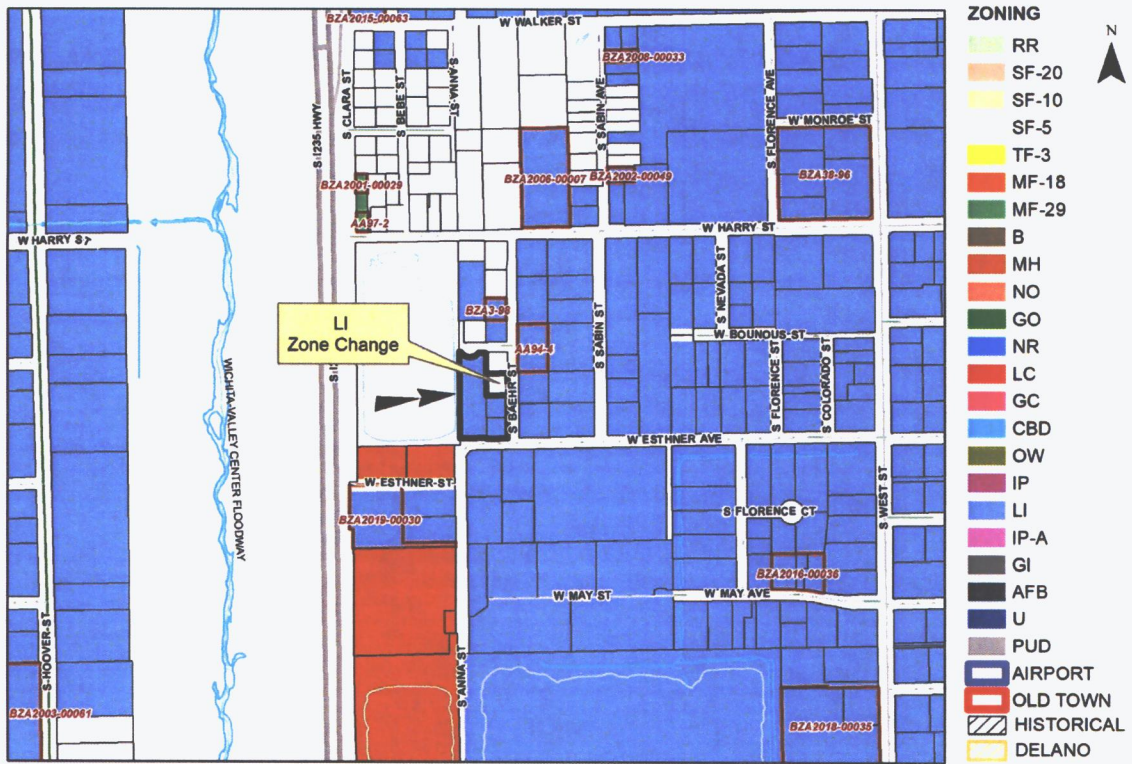 W WALKER ST
BZA2015-00063
BZA2008-00033
S CLARA ST
S BEBE ST
S ANNA ST
S SABIN AVE
S FLORENCE AVE
W MONROE ST
S I235 HWY
BZA2001-00029
BZA2006-00007
BZA2002-00049
BZA38-96
AA97-2
W HARRY ST
W HARRY ST
S NEVADA ST
LI
Zone Change
BZA3-98
AA94-4
W BOUNOUS ST
S SABIN ST
S BAEHR ST
S FLORENCE ST
S COLORADO ST
W ESTHNER AVE
WICHITA VALLEY CENTER FLOODWAY
W ESTHNER ST
S FLORENCE CT
S WEST ST
BZA2019-00030
BZA2016-00036
W MAY ST
W MAY AVE
S HOOVER ST
S ANNA ST
BZA2003-00061
BZA2018-00035
ZONING
N
RR
SF-20
SF-10
SF-5
TF-3
MF-18
MF-29
B
MH
NO
GO
NR
LC
GC
CBD
OW
IP
LI
IP-A
GI
AFB
U
PUD
AIRPORT
OLD TOWN
HISTORICAL
DELANO